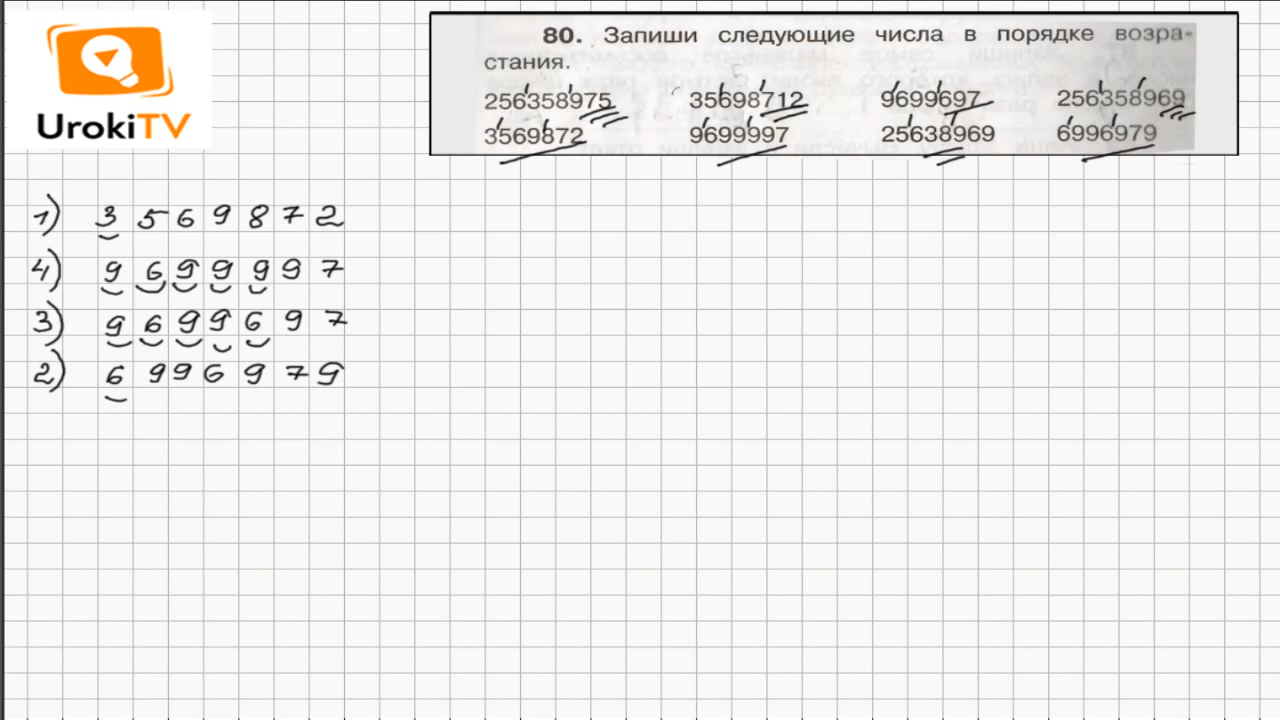 UrokiTV
80. Запиши следующие числа в порядке возра-
стания.
256358975 35698712 9699697 256358969
3569872 9699997 25638969 6996979
1) 3569872
4) 9699997
3) 9699697
2) 6996979